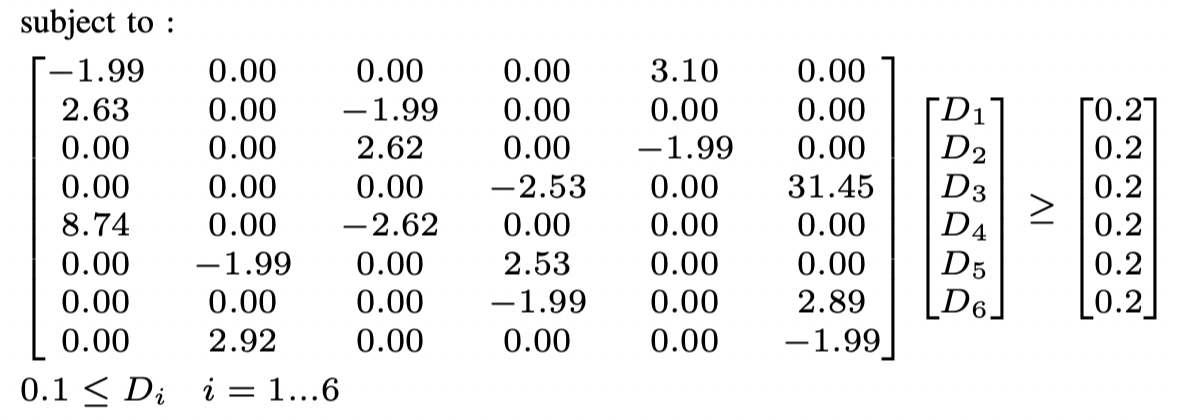 subject to :
−1.99 0.00 0.00 0.00 3.10 0.00
2.63 0.00 −1.99 0.00 0.00 0.00 D1 0.2
0.00 0.00 2.62 0.00 −1.99 0.00 D2 0.2
0.00 0.00 0.00 −2.53 0.00 31.45 D3 0.2
8.74 0.00 −2.62 0.00 0.00 0.00 D4 ≥ 0.2
0.00 −1.99 0.00 2.53 0.00 0.00 D5 0.2
0.00 0.00 0.00 −1.99 0.00 2.89 D6 0.2
0.00 2.92 0.00 0.00 0.00 −1.99
0.1 ≤ Di i = 1...6